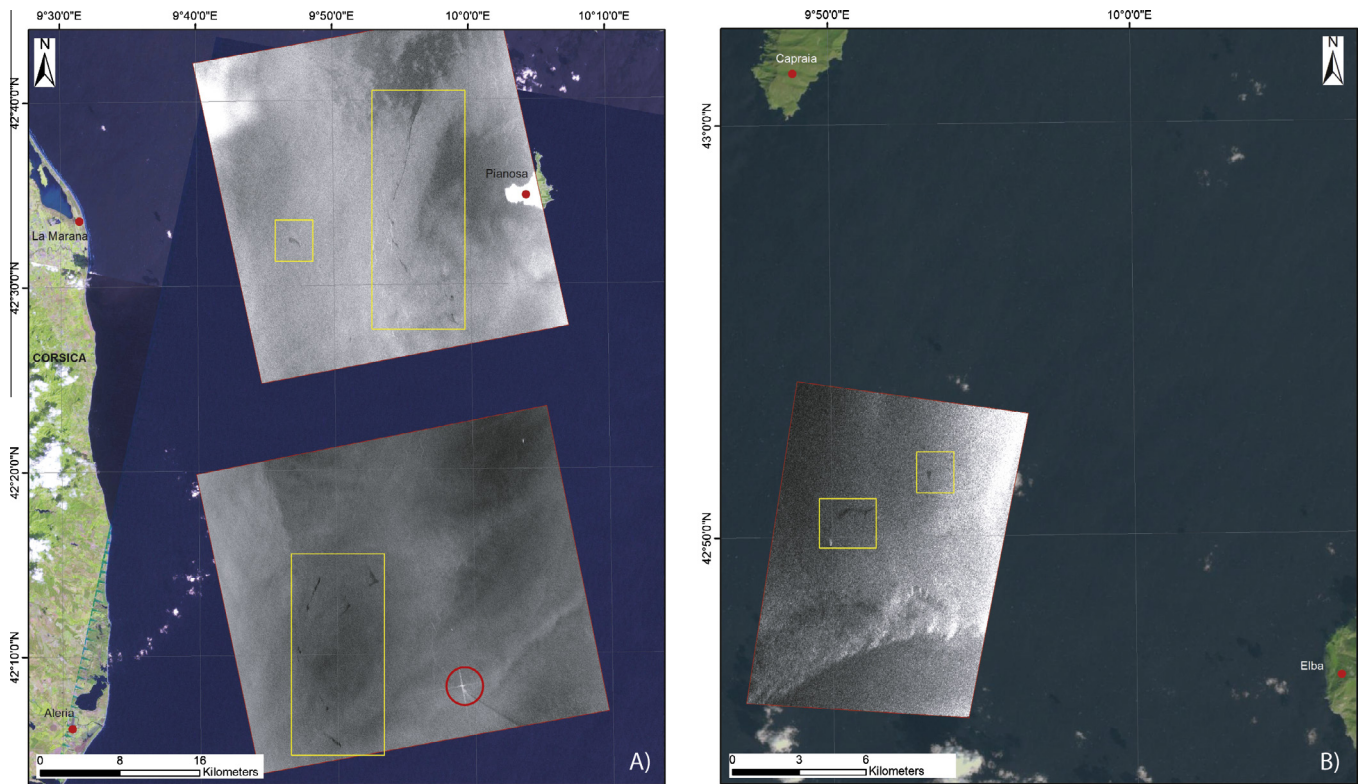 9°30'0"E 9°40'0"E 9°50'0"E 10°0'0"E 10°10'0"E
N
42°40'0"N
Pianosa
La Marana
42°30'0"N
CORSICA
42°20'0"N
42°10'0"N
Aleria
0 8 16
Kilometers
A)
B)
9°50'0"E 10°0'0"E
N
Capraia
43°0'0"N
42°50'0"N
Elba
0 3 6
Kilometers
B)